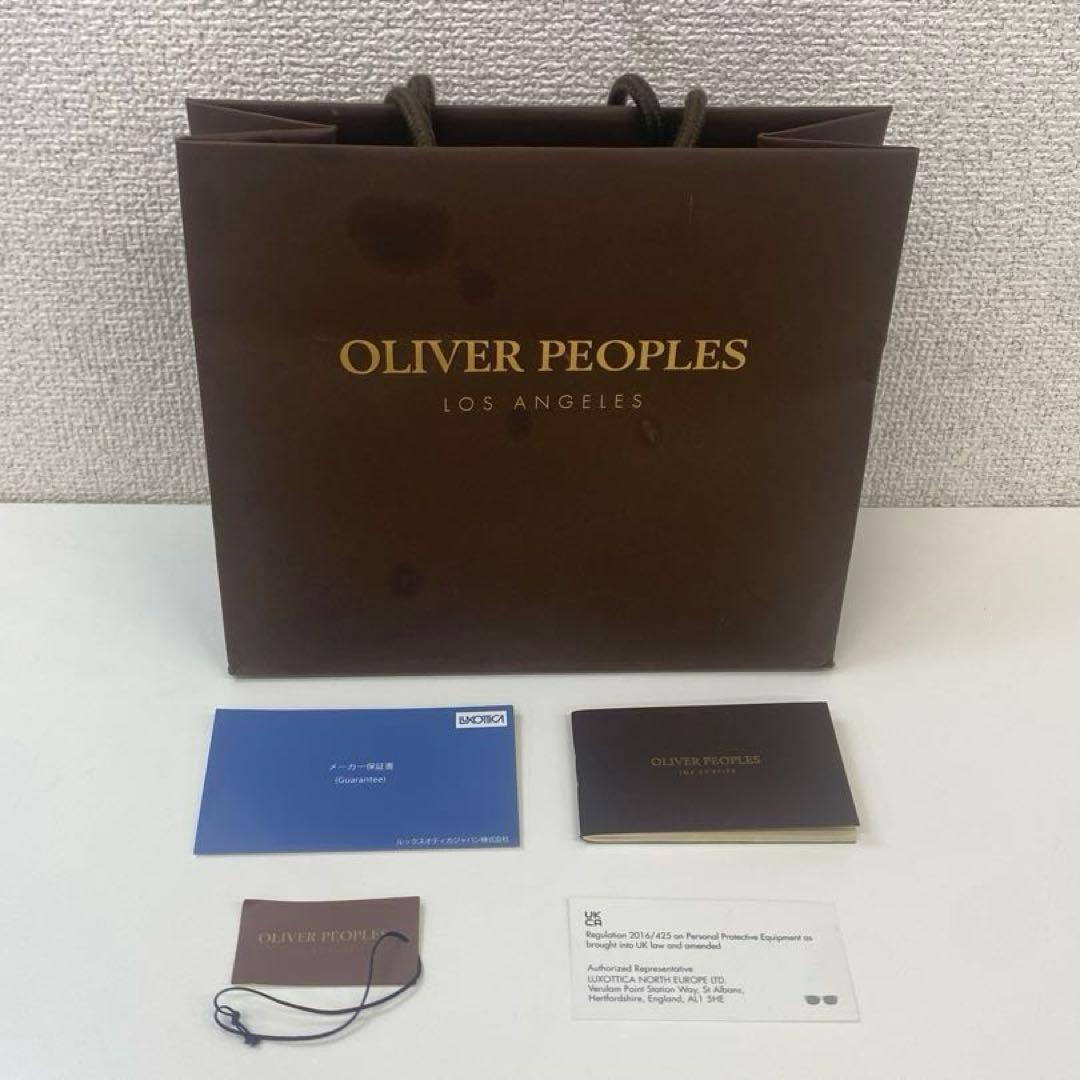 OLIVER PEOPLES
LOS ANGELES
LUXOTTICA
メーカー保証書
(Guarantee)
ルックスオティカジャパン株式会社
OLIVER PEOPLES
LOS ANGELES
OLIVER PEOPLES
UK
CA
Regulation 2016/425 on Personal Protective Equipment as
brought into UK law and amended
Authorized Representative
LUXOTTICA NORTH EUROPE LTD.
Verulam Point Station Way, St Albans,
Hertfordshire, England, AL1 5HE